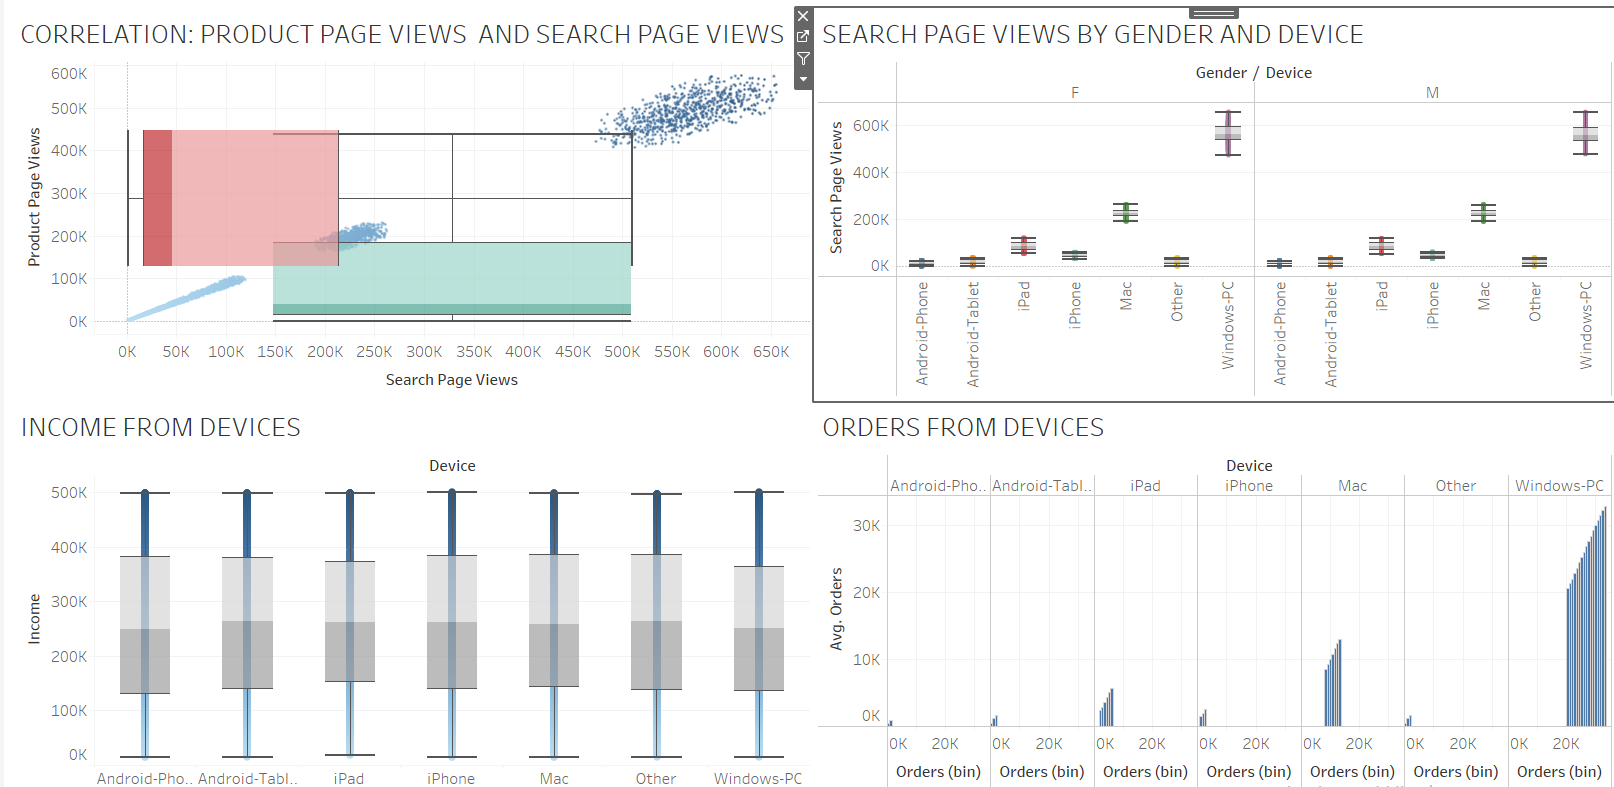 CORRELATION: PRODUCT PAGE VIEWS AND SEARCH PAGE VIEWS
600K
500K
400K
300K
200K
100K
0K
Product Page Views
0K 50K 100K 150K 200K 250K 300K 350K 400K 450K 500K 550K 600K 650K
Search Page Views
SEARCH PAGE VIEWS BY GENDER AND DEVICE
Gender / Device
F M
600K
400K
200K
0K
Search Page Views
Android-Phone
Android-Tablet
iPad
iPhone
Mac
Other
Windows-PC
Android-Phone
Android-Tablet
iPad
iPhone
Mac
Other
Windows-PC
INCOME FROM DEVICES
Device
500K
400K
300K
200K
100K
0K
Income
Android-Pho.. Android-Tabl.. iPad iPhone Mac Other Windows-PC
ORDERS FROM DEVICES
Device
Android-Pho.. Android-Tabl.. iPad iPhone Mac Other Windows-PC
30K
20K
10K
0K
Avg. Orders
0K 20K 0K 20K 0K 20K 0K 20K 0K 20K 0K 20K 0K 20K
Orders (bin) Orders (bin) Orders (bin) Orders (bin) Orders (bin) Orders (bin) Orders (bin)